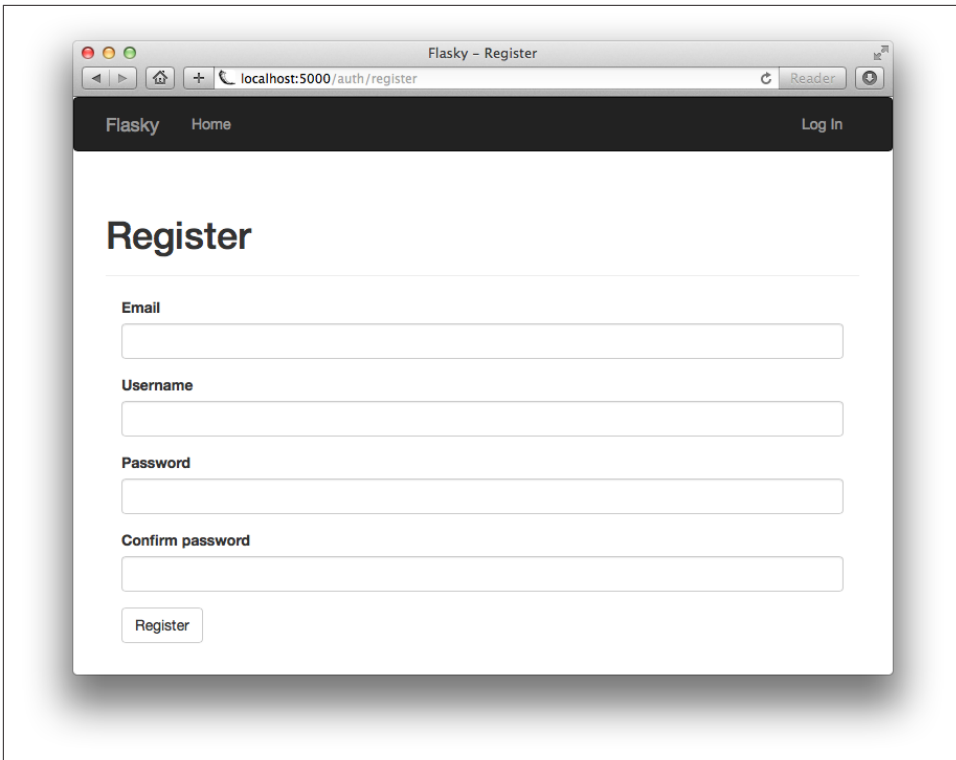 Flasky – Register
localhost:5000/auth/register
Reader
Flasky Home Log In
Register
Email
Username
Password
Confirm password
Register